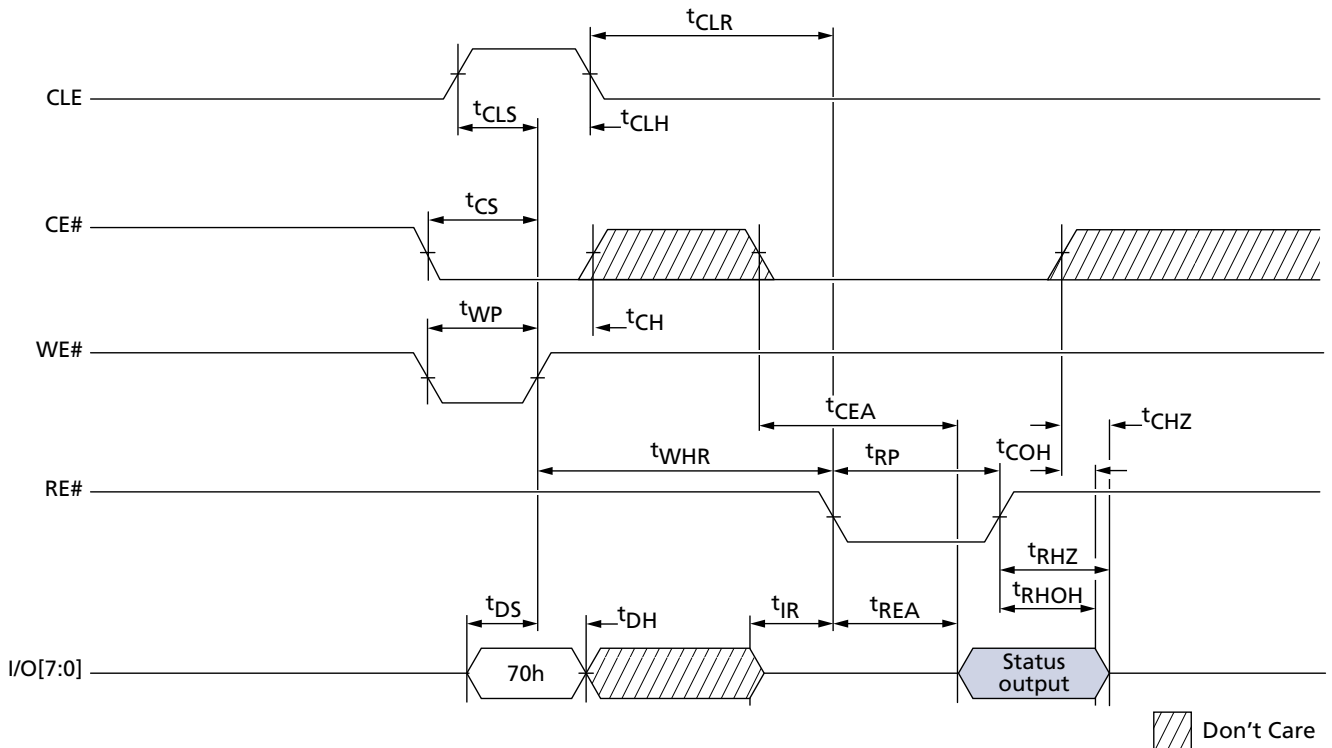 tCLR
CLE
tCLS
tCLH
tCS
CE#
tWP
tCH
WE#
tCEA
tCHZ
tWHR
tRP
tCOH
RE#
tRHZ
tRHOH
tDS
tDH
tIR
tREA
I/O[7:0]
70h
Status
output
Don't Care